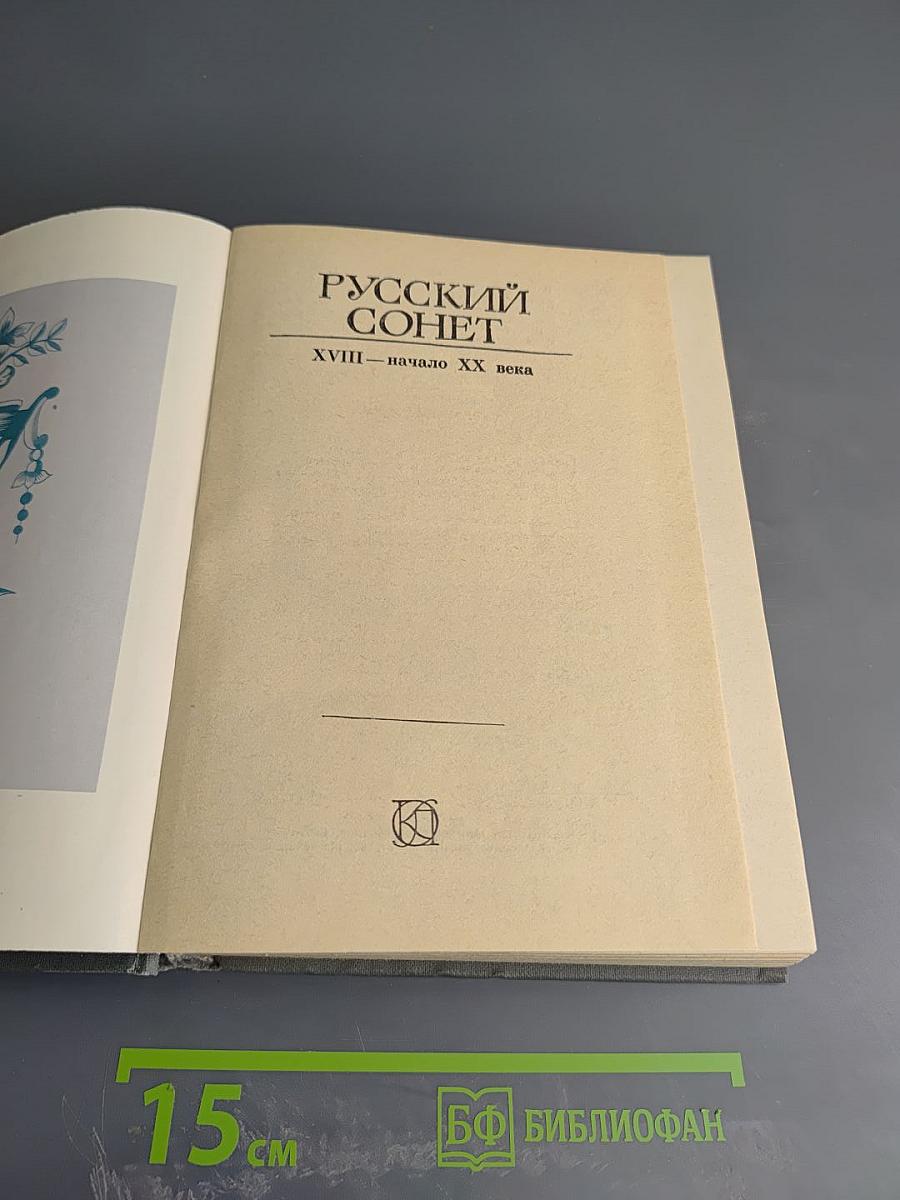 РУССКИЙ
СОНЕТ
XVIII — начало XX века
15 см
БФ БИБЛИОФАН